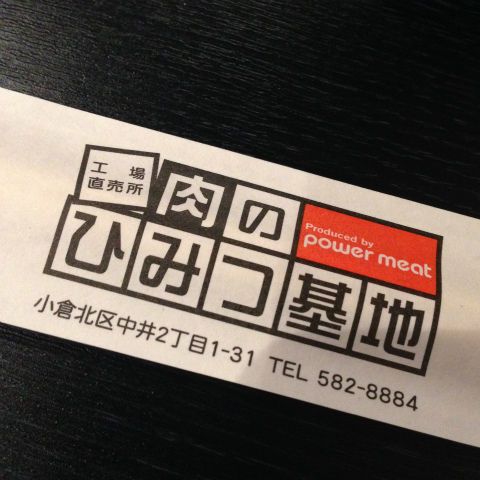 工場
直売所
肉の
Produced by
power meat
ひみつ基地
小倉北区中井2丁目1-31 TEL 582-8884